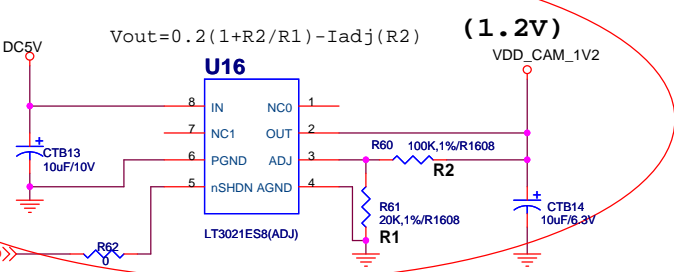 Vout=0.2(1+R2/R1)-Iadj(R2)
(1.2V)
DC5V
VDD_CAM_1V2
U16
8 IN NC0 1
7 NC1 OUT 2
6 PGND ADJ 3
5 nSHDN AGND 4
LT3021ES8(ADJ)
CTB13
10uF/10V
R60 100K,1%/R1608
R2
R61
20K,1%/R1608
R1
CTB14
10uF/6.3V
R62
0